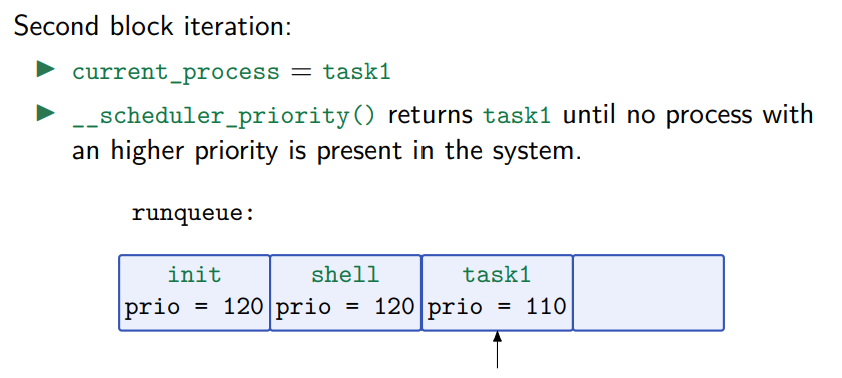 Second block iteration:
▶ current_process = task1
▶ __scheduler_priority() returns task1 until no process with
an higher priority is present in the system.
runqueue:
init shell task1
prio = 120 prio = 120 prio = 110